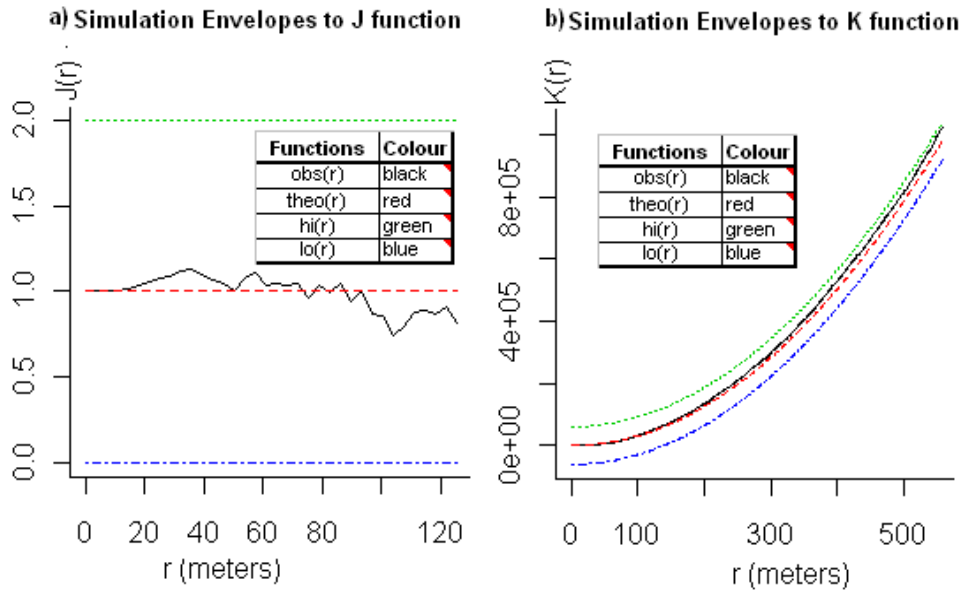 a) Simulation Envelopes to J function
J(r)
2.0
1.5
1.0
0.5
0.0
Functions Colour
obs(r) black
theo(r) red
hi(r) green
lo(r) blue
0 20 40 60 80 120
r (meters)
b) Simulation Envelopes to K function
K(r)
8e+05
4e+05
0e+00
Functions Colour
obs(r) black
theo(r) red
hi(r) green
lo(r) blue
0 100 300 500
r (meters)